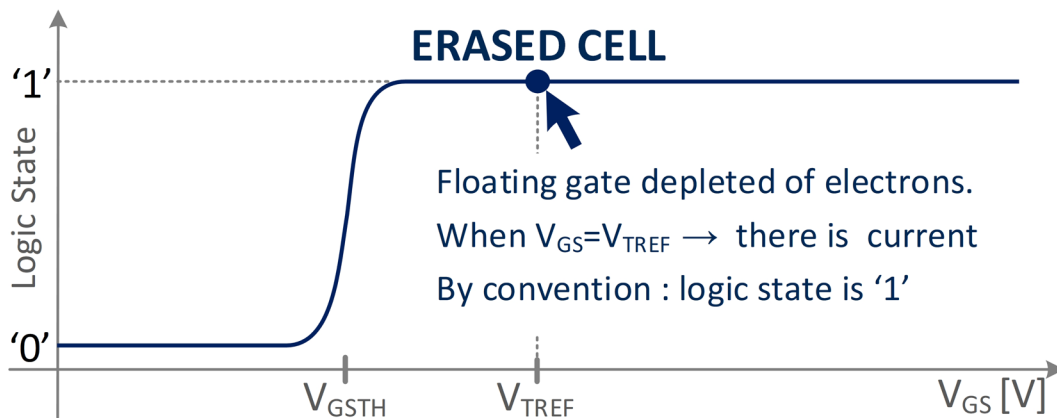 ERASED CELL
‘1’
Logic State
Floating gate depleted of electrons.
When VGS=VTREF → there is current
By convention : logic state is ‘1’
‘0’
VGSTH
VTREF
VGS [V]